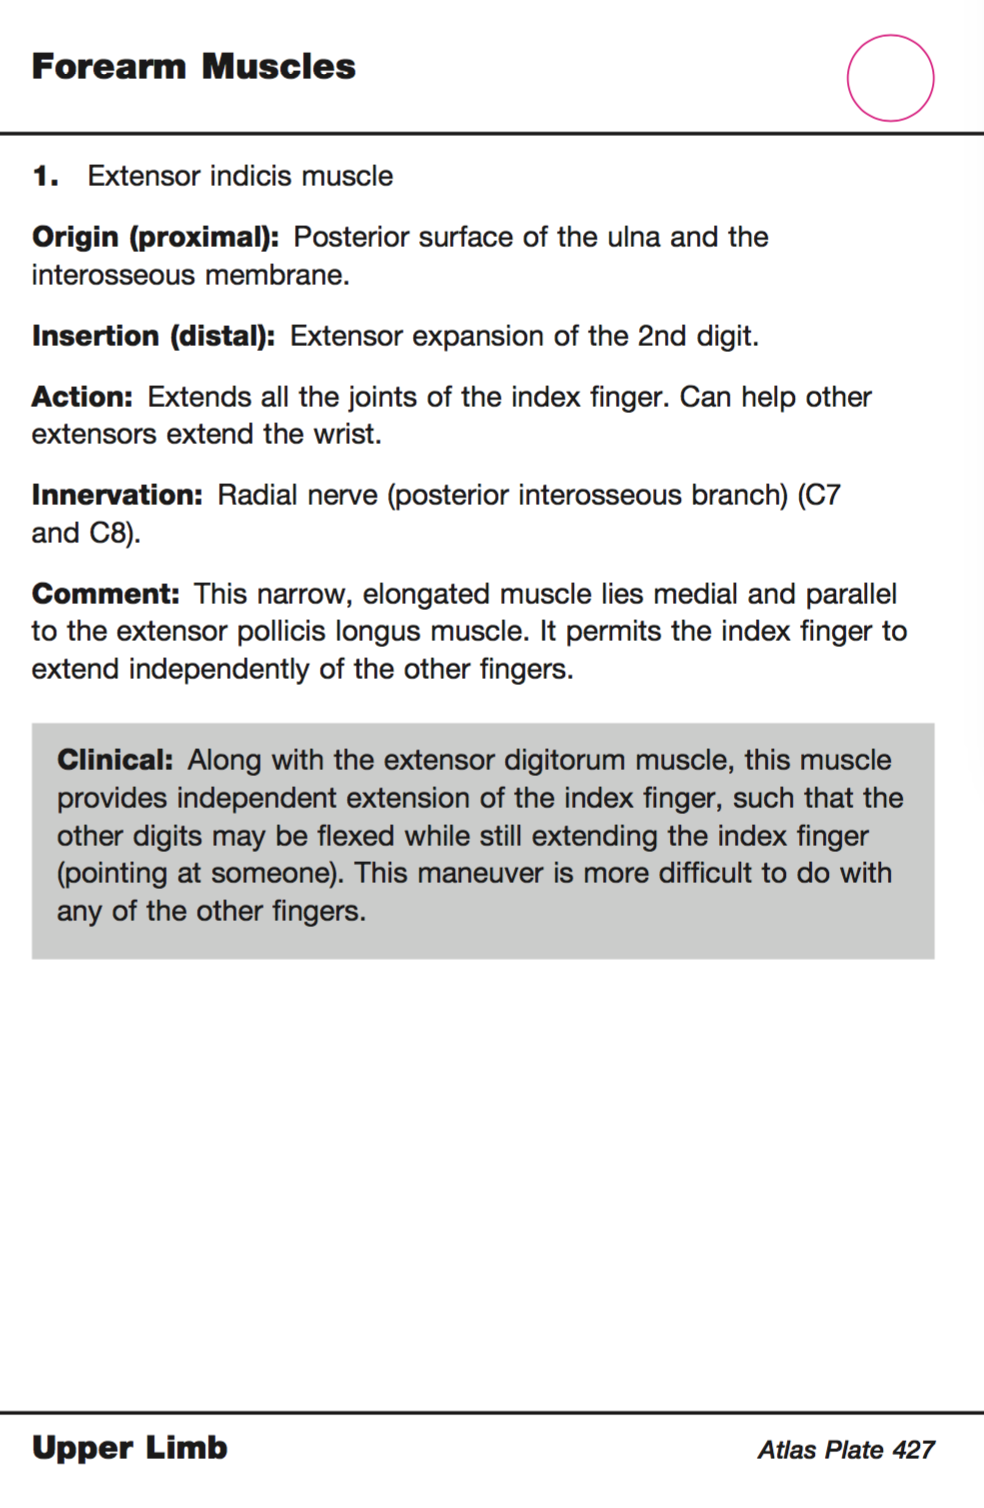 Forearm Muscles
1. Extensor indicis muscle
Origin (proximal): Posterior surface of the ulna and the
interosseous membrane.
Insertion (distal): Extensor expansion of the 2nd digit.
Action: Extends all the joints of the index finger. Can help other
extensors extend the wrist.
Innervation: Radial nerve (posterior interosseous branch) (C7
and C8).
Comment: This narrow, elongated muscle lies medial and parallel
to the extensor pollicis longus muscle. It permits the index finger to
extend independently of the other fingers.
Clinical: Along with the extensor digitorum muscle, this muscle
provides independent extension of the index finger, such that the
other digits may be flexed while still extending the index finger
(pointing at someone). This maneuver is more difficult to do with
any of the other fingers.
Upper Limb
Atlas Plate 427